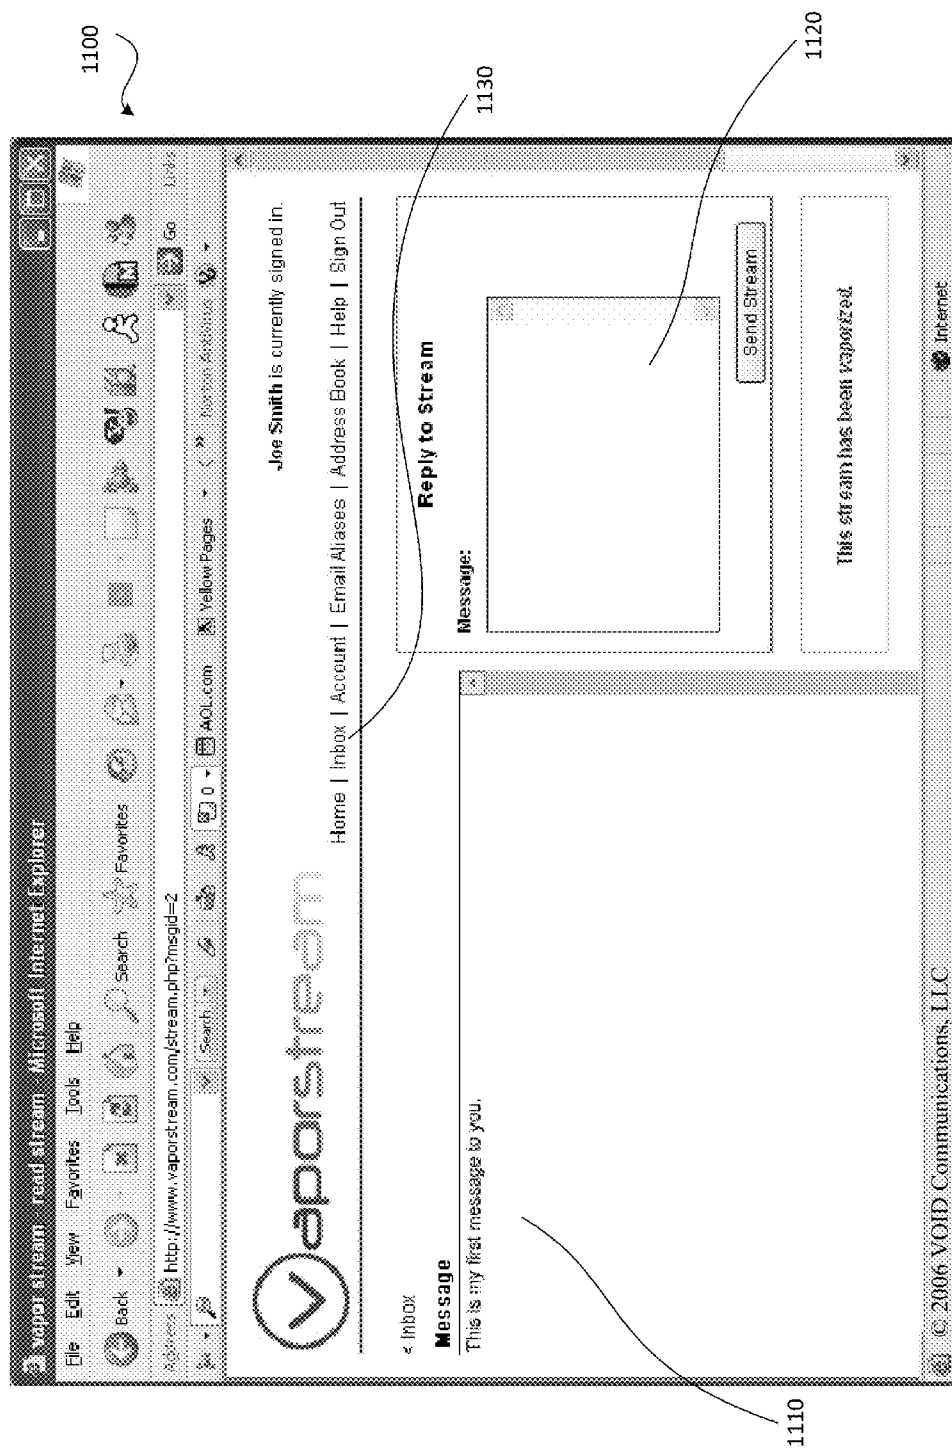 1100
vapor stream - read stream - Microsoft Internet Explorer
File Edit View Favorites Tools Help
Back Search Favorites
Address http://www.vaporstream.com/stream.php?msgid=2 Go Links
Search 0 AOL.com Yellow Pages »
vaporstream
Joe Smith is currently signed in.
Home | Inbox | Account | Email Aliases | Address Book | Help | Sign Out
1130
< Inbox
Message
This is my first message to you.
Reply to Stream
Message:
Send Stream
1120
This stream has been vaporized.
1110
© 2006 VOID Communications, LLC
Internet